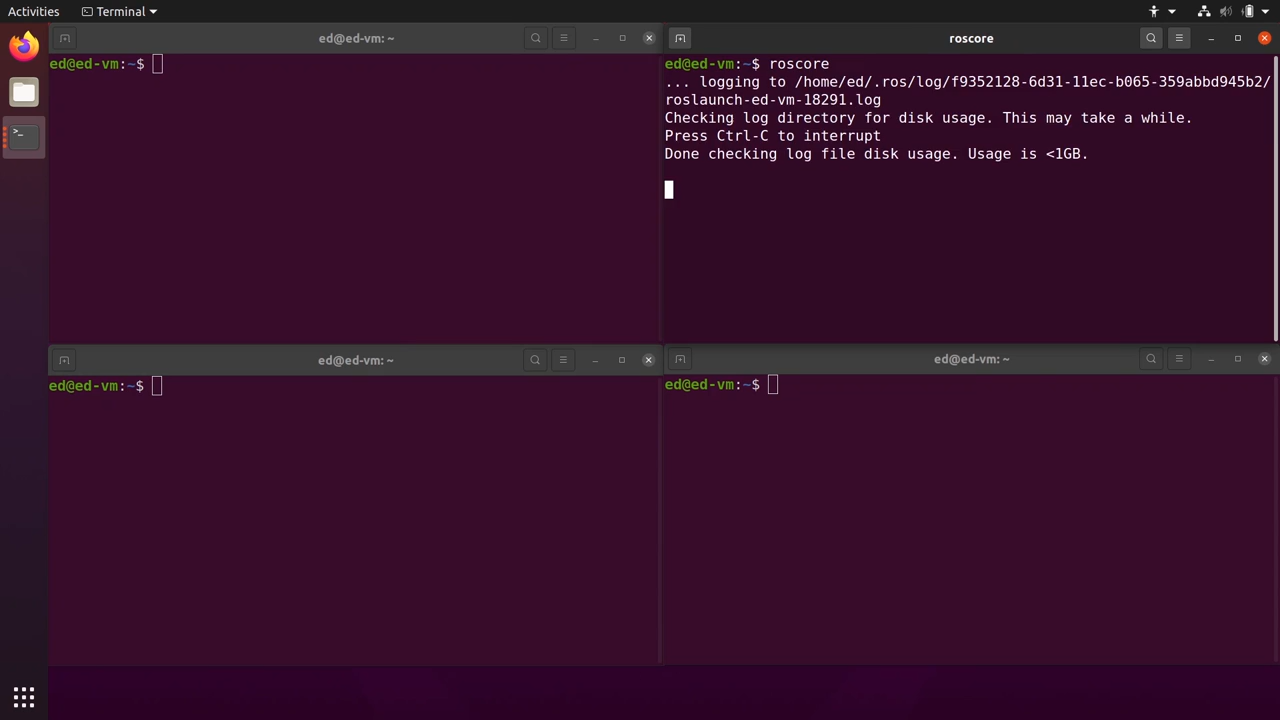 Activities
Terminal
ed@ed-vm: ~
ed@ed-vm:~$
roscore
ed@ed-vm:~$ roscore
... logging to /home/ed/.ros/log/f9352128-6d31-11ec-b065-359abbd945b2/
roslaunch-ed-vm-18291.log
Checking log directory for disk usage. This may take a while.
Press Ctrl-C to interrupt
Done checking log file disk usage. Usage is <1GB.
ed@ed-vm: ~
ed@ed-vm:~$
ed@ed-vm: ~
ed@ed-vm:~$